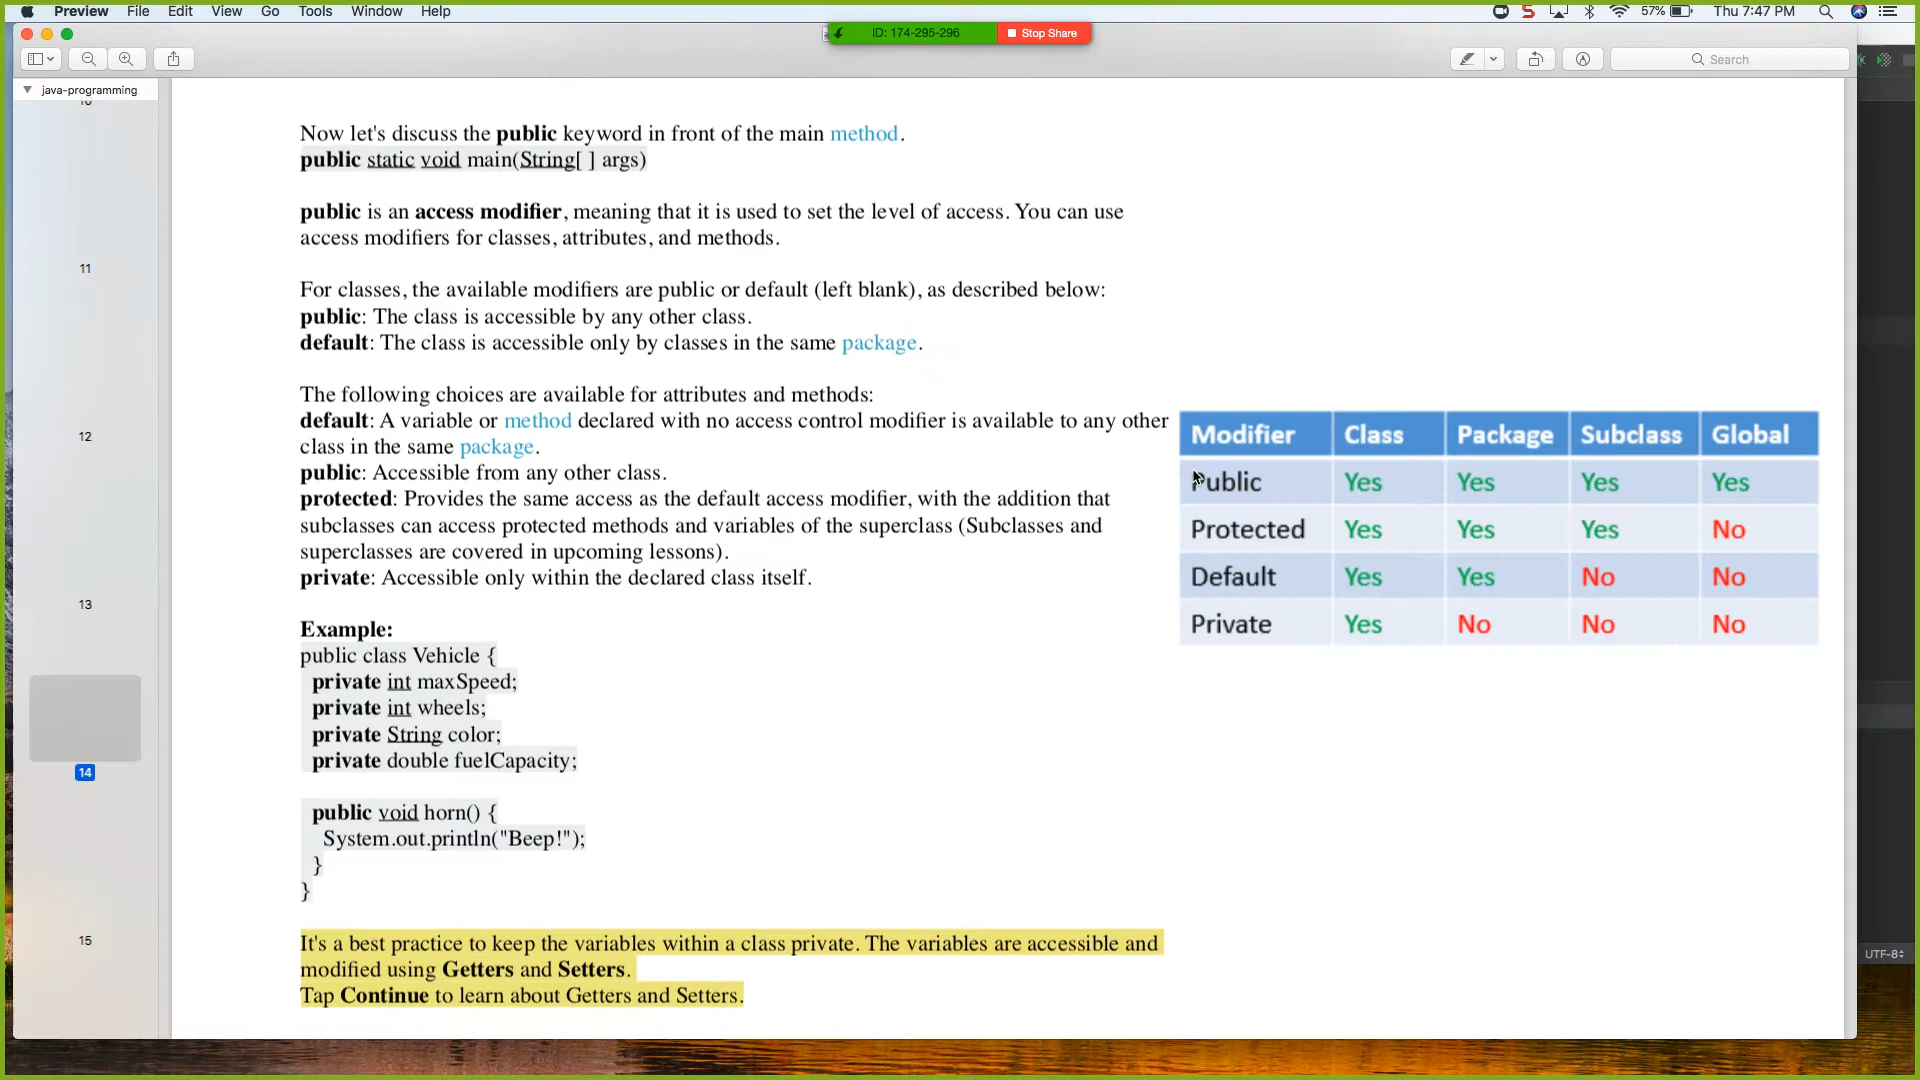 Preview File Edit View Go Tools Window Help
57% Thu 7:47 PM
ID: 174-295-296 Stop Share
Search
java-programming
10
11
12
13
14
15
Now let's discuss the public keyword in front of the main method.
public static void main(String[ ] args)
public is an access modifier, meaning that it is used to set the level of access. You can use
access modifiers for classes, attributes, and methods.
For classes, the available modifiers are public or default (left blank), as described below:
public: The class is accessible by any other class.
default: The class is accessible only by classes in the same package.
The following choices are available for attributes and methods:
default: A variable or method declared with no access control modifier is available to any other
class in the same package.
public: Accessible from any other class.
protected: Provides the same access as the default access modifier, with the addition that
subclasses can access protected methods and variables of the superclass (Subclasses and
superclasses are covered in upcoming lessons).
private: Accessible only within the declared class itself.
Example:
public class Vehicle {
private int maxSpeed;
private int wheels;
private String color;
private double fuelCapacity;
public void horn() {
System.out.println("Beep!");
}
}
It's a best practice to keep the variables within a class private. The variables are accessible and
modified using Getters and Setters.
Tap Continue to learn about Getters and Setters.
Modifier Class Package Subclass Global
Public Yes Yes Yes Yes
Protected Yes Yes Yes No
Default Yes Yes No No
Private Yes No No No
UTF-8